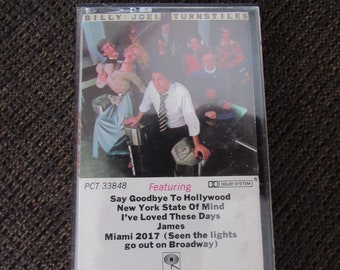 BILLY JOEL TURNSTILES
PCT 33848 Featuring DOLBY SYSTEM
Say Goodbye To Hollywood
New York State Of Mind
I've Loved These Days
James
Miami 2017 (Seen the lights
go out on Broadway)